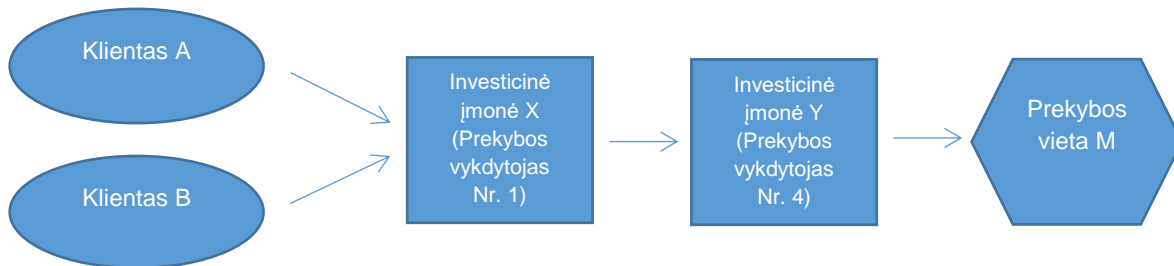 Klientas A
Klientas B
Investicinė
įmonė X
(Prekybos
vykdytojas
Nr. 1)
Investicinė
įmonė Y
(Prekybos
vykdytojas
Nr. 4)
Prekybos
vieta M